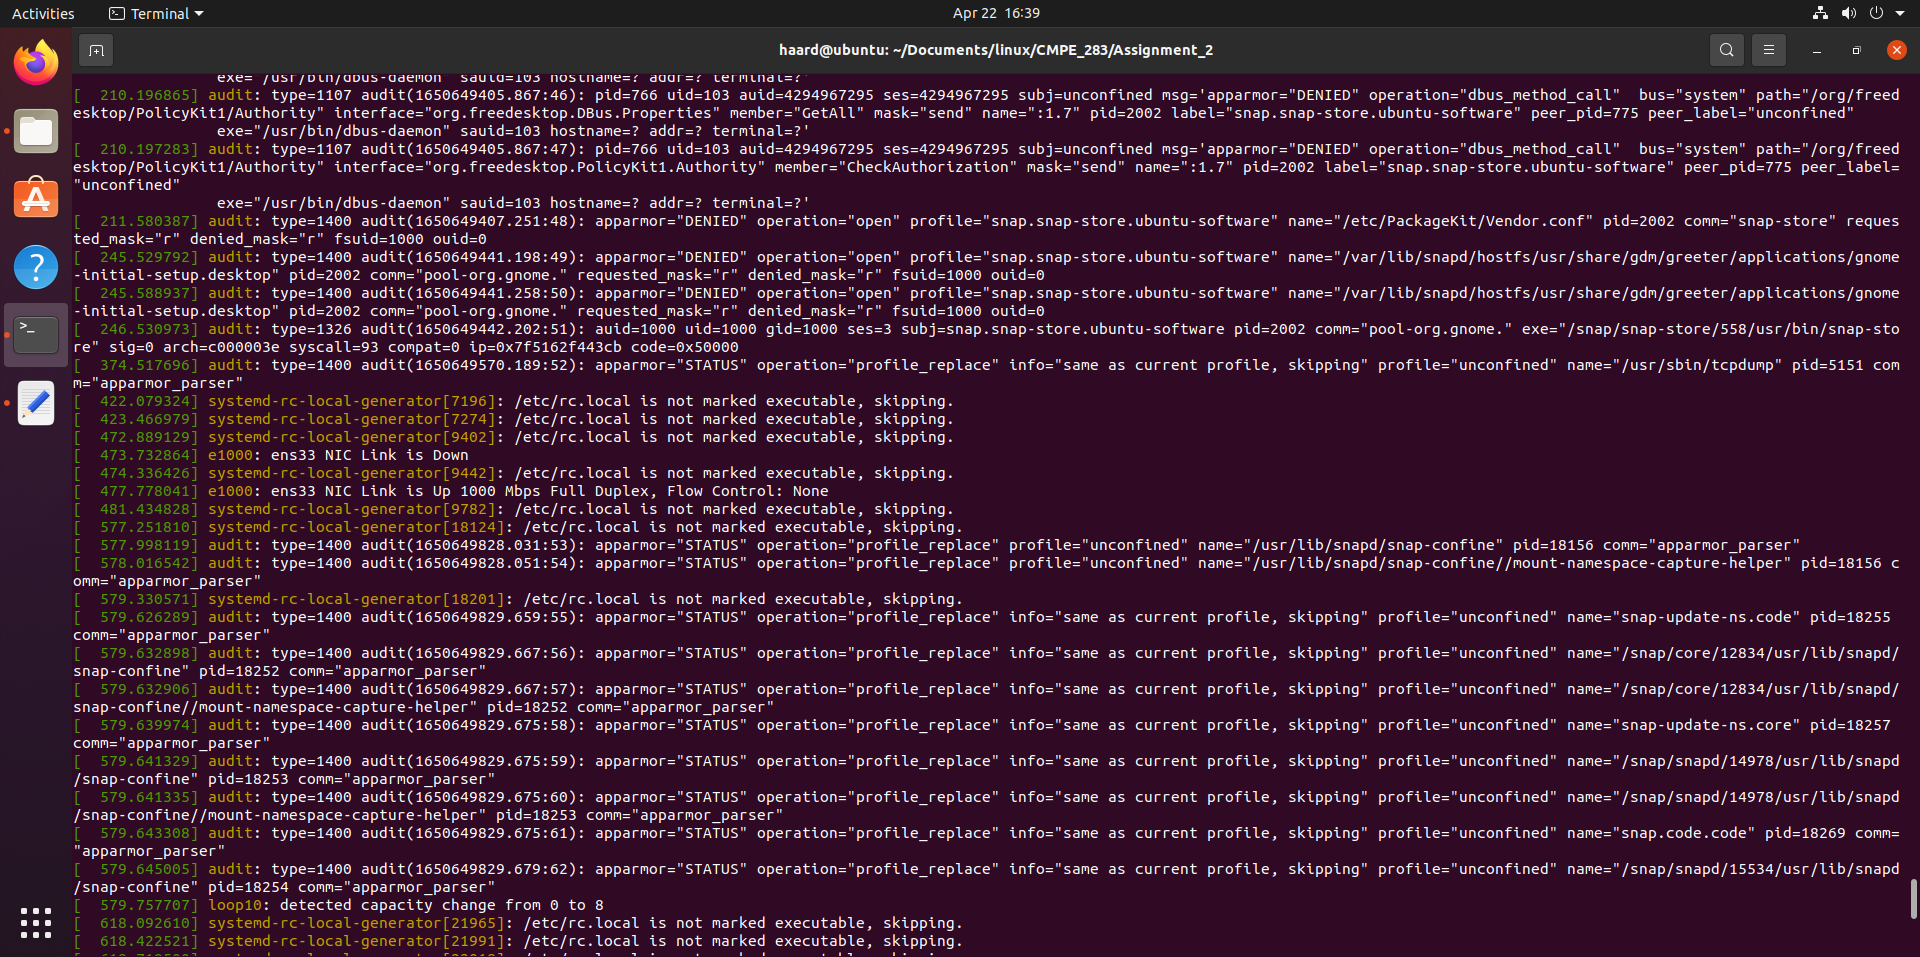 Activities
Terminal
Apr 22 16:39
haard@ubuntu: ~/Documents/linux/CMPE_283/Assignment_2
exe="/usr/bin/dbus-daemon" sauid=103 hostname=? addr=? terminal=?'
[  210.196865] audit: type=1107 audit(1650649405.867:46): pid=766 uid=103 auid=4294967295 ses=4294967295 subj=unconfined msg='apparmor="DENIED" operation="dbus_method_call"  bus="system" path="/org/freed
esktop/PolicyKit1/Authority" interface="org.freedesktop.DBus.Properties" member="GetAll" mask="send" name=":1.7" pid=2002 label="snap.snap-store.ubuntu-software" peer_pid=775 peer_label="unconfined"
exe="/usr/bin/dbus-daemon" sauid=103 hostname=? addr=? terminal=?'
[  210.197283] audit: type=1107 audit(1650649405.867:47): pid=766 uid=103 auid=4294967295 ses=4294967295 subj=unconfined msg='apparmor="DENIED" operation="dbus_method_call"  bus="system" path="/org/freed
esktop/PolicyKit1/Authority" interface="org.freedesktop.PolicyKit1.Authority" member="CheckAuthorization" mask="send" name=":1.7" pid=2002 label="snap.snap-store.ubuntu-software" peer_pid=775 peer_label=
"unconfined"
exe="/usr/bin/dbus-daemon" sauid=103 hostname=? addr=? terminal=?'
[  211.580387] audit: type=1400 audit(1650649407.251:48): apparmor="DENIED" operation="open" profile="snap.snap-store.ubuntu-software" name="/etc/PackageKit/Vendor.conf" pid=2002 comm="snap-store" reques
ted_mask="r" denied_mask="r" fsuid=1000 ouid=0
[  245.529792] audit: type=1400 audit(1650649441.198:49): apparmor="DENIED" operation="open" profile="snap.snap-store.ubuntu-software" name="/var/lib/snapd/hostfs/usr/share/gdm/greeter/applications/gnome
-initial-setup.desktop" pid=2002 comm="pool-org.gnome." requested_mask="r" denied_mask="r" fsuid=1000 ouid=0
[  245.588937] audit: type=1400 audit(1650649441.258:50): apparmor="DENIED" operation="open" profile="snap.snap-store.ubuntu-software" name="/var/lib/snapd/hostfs/usr/share/gdm/greeter/applications/gnome
-initial-setup.desktop" pid=2002 comm="pool-org.gnome." requested_mask="r" denied_mask="r" fsuid=1000 ouid=0
[  246.530973] audit: type=1326 audit(1650649442.202:51): auid=1000 uid=1000 gid=1000 ses=3 subj=snap.snap-store.ubuntu-software pid=2002 comm="pool-org.gnome." exe="/snap/snap-store/558/usr/bin/snap-sto
re" sig=0 arch=c000003e syscall=93 compat=0 ip=0x7f5162f443cb code=0x50000
[  374.517696] audit: type=1400 audit(1650649570.189:52): apparmor="STATUS" operation="profile_replace" info="same as current profile, skipping" profile="unconfined" name="/usr/sbin/tcpdump" pid=5151 com
m="apparmor_parser"
[  422.079324] systemd-rc-local-generator[7196]: /etc/rc.local is not marked executable, skipping.
[  423.466979] systemd-rc-local-generator[7274]: /etc/rc.local is not marked executable, skipping.
[  472.889129] systemd-rc-local-generator[9402]: /etc/rc.local is not marked executable, skipping.
[  473.732864] e1000: ens33 NIC Link is Down
[  474.336426] systemd-rc-local-generator[9442]: /etc/rc.local is not marked executable, skipping.
[  477.778041] e1000: ens33 NIC Link is Up 1000 Mbps Full Duplex, Flow Control: None
[  481.434828] systemd-rc-local-generator[9782]: /etc/rc.local is not marked executable, skipping.
[  577.251810] systemd-rc-local-generator[18124]: /etc/rc.local is not marked executable, skipping.
[  577.998119] audit: type=1400 audit(1650649828.031:53): apparmor="STATUS" operation="profile_replace" profile="unconfined" name="/usr/lib/snapd/snap-confine" pid=18156 comm="apparmor_parser"
[  578.016542] audit: type=1400 audit(1650649828.051:54): apparmor="STATUS" operation="profile_replace" profile="unconfined" name="/usr/lib/snapd/snap-confine//mount-namespace-capture-helper" pid=18156 c
omm="apparmor_parser"
[  579.330571] systemd-rc-local-generator[18201]: /etc/rc.local is not marked executable, skipping.
[  579.626289] audit: type=1400 audit(1650649829.659:55): apparmor="STATUS" operation="profile_replace" info="same as current profile, skipping" profile="unconfined" name="snap-update-ns.code" pid=18255
comm="apparmor_parser"
[  579.632898] audit: type=1400 audit(1650649829.667:56): apparmor="STATUS" operation="profile_replace" info="same as current profile, skipping" profile="unconfined" name="/snap/core/12834/usr/lib/snapd/
snap-confine" pid=18252 comm="apparmor_parser"
[  579.632906] audit: type=1400 audit(1650649829.667:57): apparmor="STATUS" operation="profile_replace" info="same as current profile, skipping" profile="unconfined" name="/snap/core/12834/usr/lib/snapd/
snap-confine//mount-namespace-capture-helper" pid=18252 comm="apparmor_parser"
[  579.639974] audit: type=1400 audit(1650649829.675:58): apparmor="STATUS" operation="profile_replace" info="same as current profile, skipping" profile="unconfined" name="snap-update-ns.core" pid=18257
comm="apparmor_parser"
[  579.641329] audit: type=1400 audit(1650649829.675:59): apparmor="STATUS" operation="profile_replace" info="same as current profile, skipping" profile="unconfined" name="/snap/snapd/14978/usr/lib/snapd
/snap-confine" pid=18253 comm="apparmor_parser"
[  579.641335] audit: type=1400 audit(1650649829.675:60): apparmor="STATUS" operation="profile_replace" info="same as current profile, skipping" profile="unconfined" name="/snap/snapd/14978/usr/lib/snapd
/snap-confine//mount-namespace-capture-helper" pid=18253 comm="apparmor_parser"
[  579.643308] audit: type=1400 audit(1650649829.675:61): apparmor="STATUS" operation="profile_replace" info="same as current profile, skipping" profile="unconfined" name="snap.code.code" pid=18269 comm=
"apparmor_parser"
[  579.645005] audit: type=1400 audit(1650649829.679:62): apparmor="STATUS" operation="profile_replace" info="same as current profile, skipping" profile="unconfined" name="/snap/snapd/15534/usr/lib/snapd
/snap-confine" pid=18254 comm="apparmor_parser"
[  579.757707] loop10: detected capacity change from 0 to 8
[  618.092610] systemd-rc-local-generator[21965]: /etc/rc.local is not marked executable, skipping.
[  618.422521] systemd-rc-local-generator[21991]: /etc/rc.local is not marked executable, skipping.